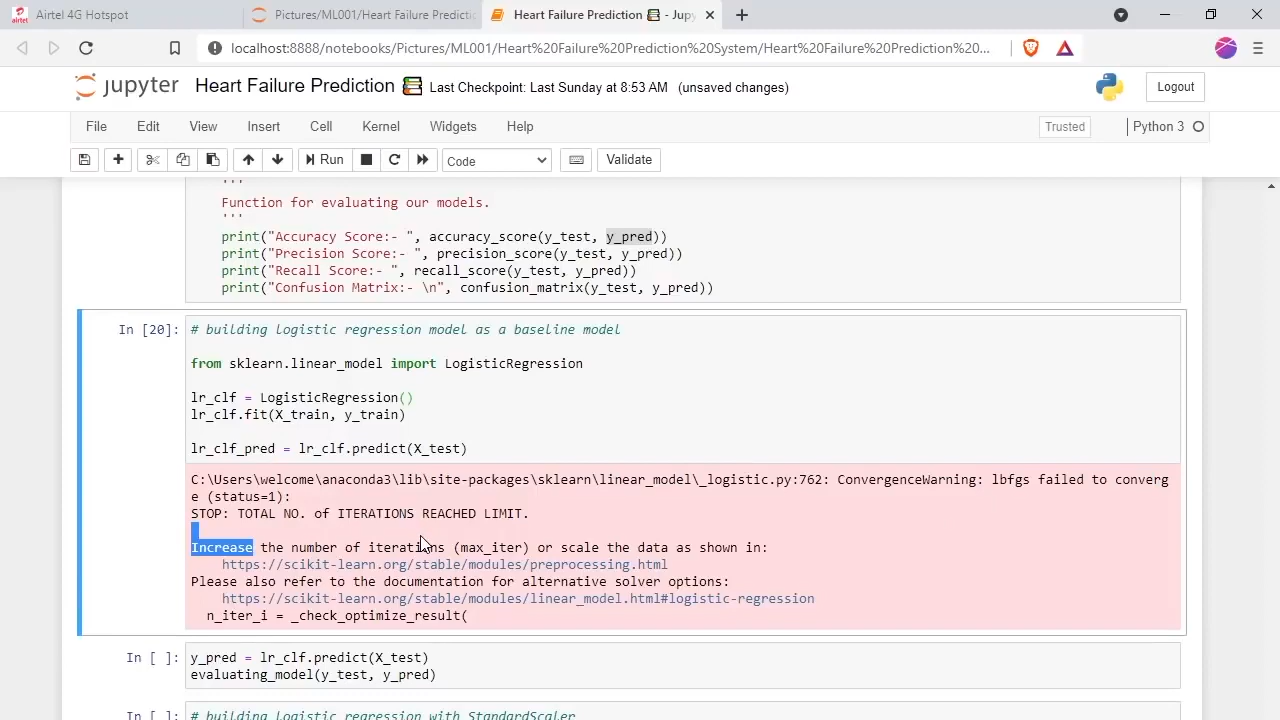 airtel Airtel 4G Hotspot
Pictures/ML001/Heart Failure Predictio
Heart Failure Prediction - Jupy
localhost:8888/notebooks/Pictures/ML001/Heart%20Failure%20Prediction%20System/Heart%20Failure%20Prediction%20...
jupyter Heart Failure Prediction Last Checkpoint: Last Sunday at 8:53 AM (unsaved changes)
Logout
File Edit View Insert Cell Kernel Widgets Help
Trusted
Python 3
Run
Code
Validate
'''
Function for evaluating our models.
'''
print("Accuracy Score:- ", accuracy_score(y_test, y_pred))
print("Precision Score:- ", precision_score(y_test, y_pred))
print("Recall Score:- ", recall_score(y_test, y_pred))
print("Confusion Matrix:- \n", confusion_matrix(y_test, y_pred))
In [20]: # building logistic regression model as a baseline model
from sklearn.linear_model import LogisticRegression
lr_clf = LogisticRegression()
lr_clf.fit(X_train, y_train)
lr_clf_pred = lr_clf.predict(X_test)
C:\Users\welcome\anaconda3\lib\site-packages\sklearn\linear_model\_logistic.py:762: ConvergenceWarning: lbfgs failed to converg
e (status=1):
STOP: TOTAL NO. of ITERATIONS REACHED LIMIT.
Increase the number of iterations (max_iter) or scale the data as shown in:
https://scikit-learn.org/stable/modules/preprocessing.html
Please also refer to the documentation for alternative solver options:
https://scikit-learn.org/stable/modules/linear_model.html#logistic-regression
n_iter_i = _check_optimize_result(
In [ ]: y_pred = lr_clf.predict(X_test)
evaluating_model(y_test, y_pred)
In [ ]: # building logistic regression with StandardScaler